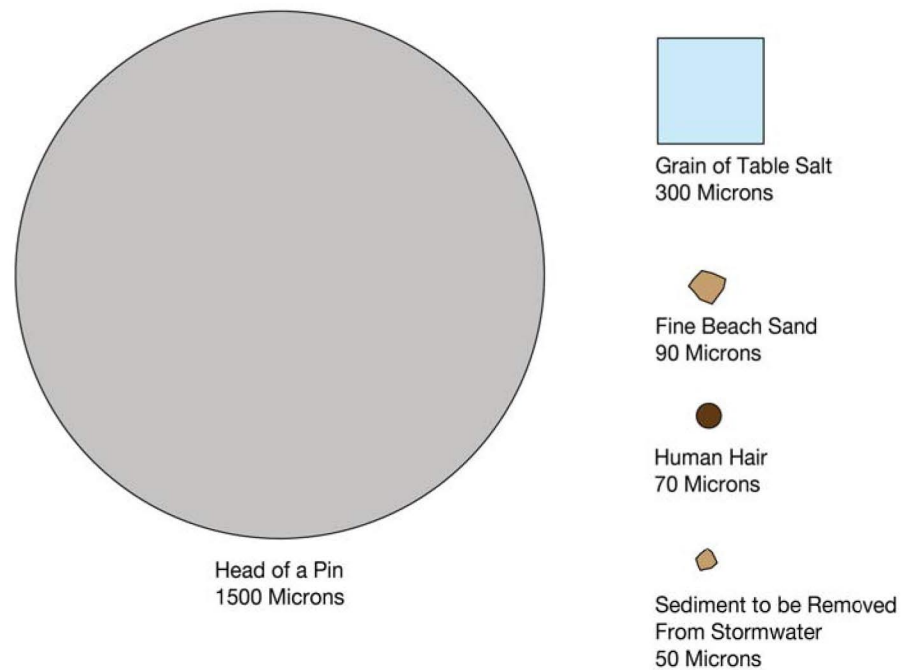 Grain of Table Salt
300 Microns
Fine Beach Sand
90 Microns
Human Hair
70 Microns
Head of a Pin
1500 Microns
Sediment to be Removed
From Stormwater
50 Microns